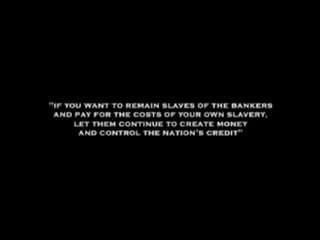 "IF YOU WANT TO REMAIN SLAVES OF THE BANKERS
AND PAY FOR THE COSTS OF YOUR OWN SLAVERY,
LET THEM CONTINUE TO CREATE MONEY
AND CONTROL THE NATION'S CREDIT"